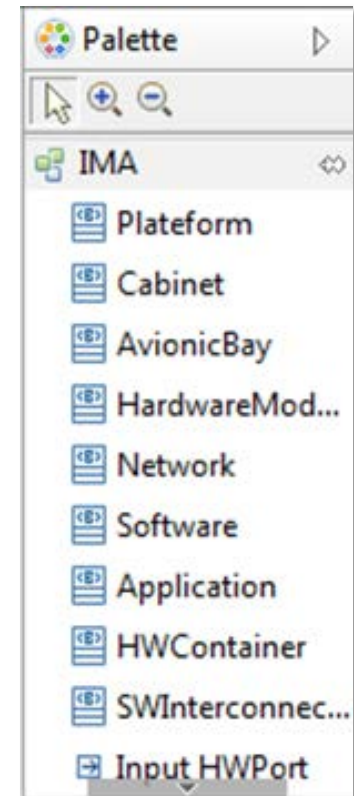 Palette
IMA
Plateform
Cabinet
AvionicBay
HardwareMod...
Network
Software
Application
HWContainer
SWInterconnec...
Input HWPort